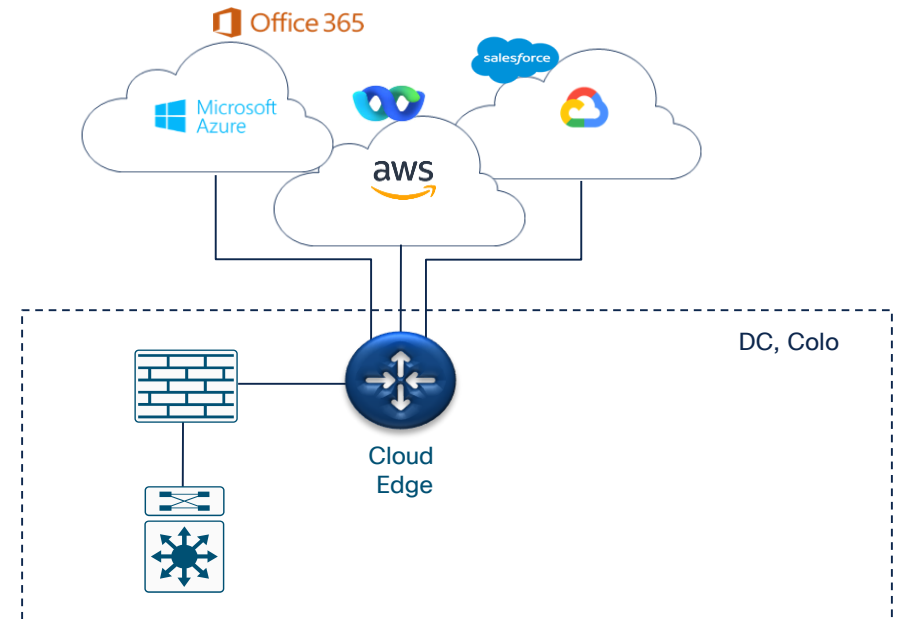 Office 365
salesforce
Microsoft
Azure
aws
DC, Colo
Cloud
Edge